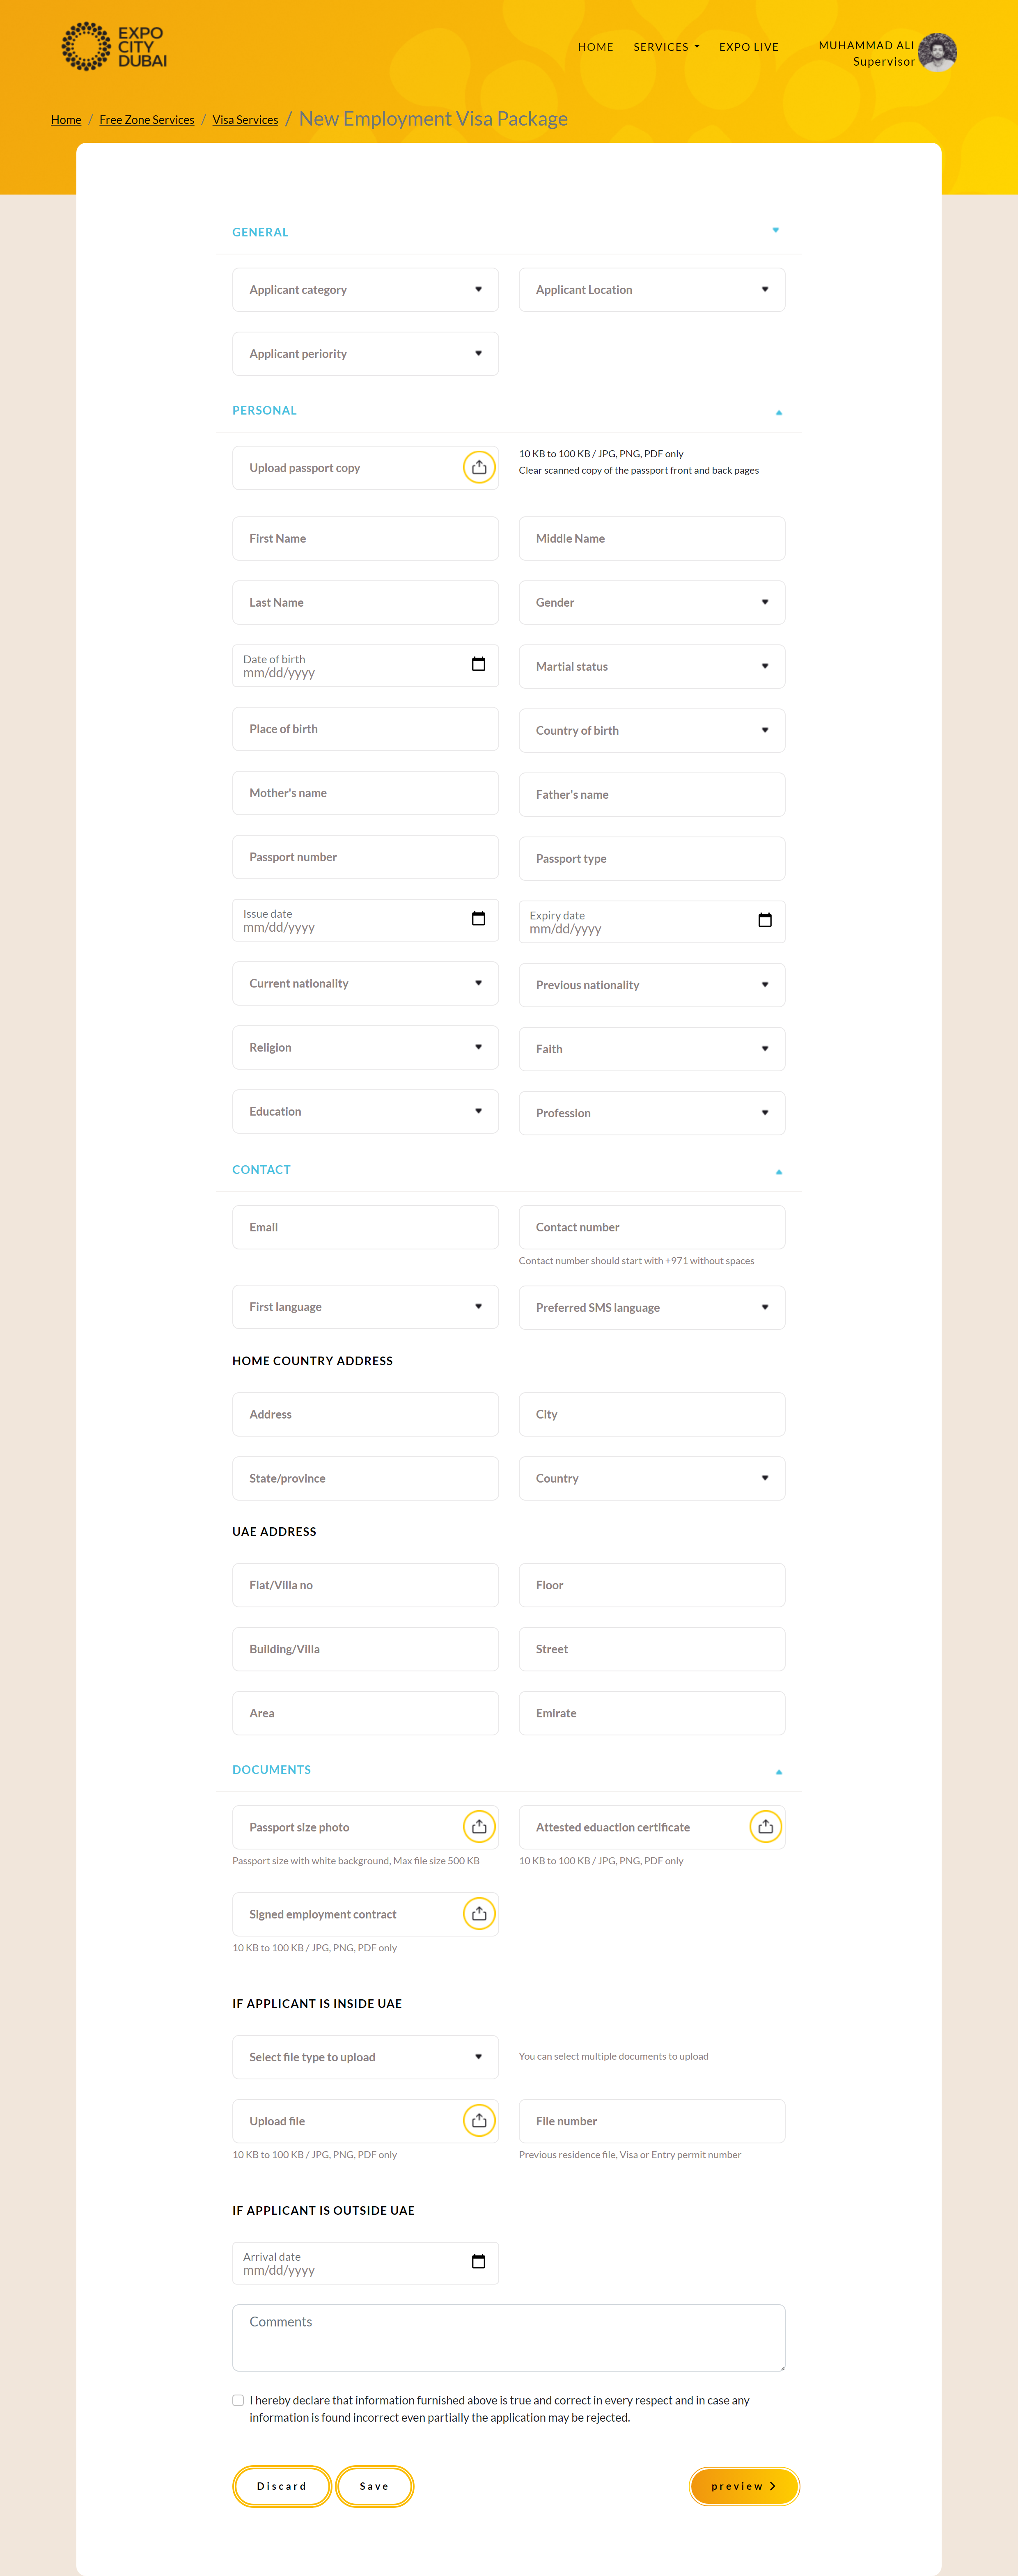 EXPO
CITY
DUBAI
HOME SERVICES EXPO LIVE
MUHAMMAD ALI
Supervisor
Home / Free Zone Services / Visa Services / New Employment Visa Package
GENERAL
Applicant category
Applicant Location
Applicant periority
PERSONAL
Upload passport copy
10 KB to 100 KB / JPG, PNG, PDF only
Clear scanned copy of the passport front and back pages
First Name
Middle Name
Last Name
Gender
Date of birth
mm/dd/yyyy
Martial status
Place of birth
Country of birth
Mother's name
Father's name
Passport number
Passport type
Issue date
mm/dd/yyyy
Expiry date
mm/dd/yyyy
Current nationality
Previous nationality
Religion
Faith
Education
Profession
CONTACT
Email
Contact number
Contact number should start with +971 without spaces
First language
Preferred SMS language
HOME COUNTRY ADDRESS
Address
City
State/province
Country
UAE ADDRESS
Flat/Villa no
Floor
Building/Villa
Street
Area
Emirate
DOCUMENTS
Passport size photo
Attested eduaction certificate
Passport size with white background, Max file size 500 KB
10 KB to 100 KB / JPG, PNG, PDF only
Signed employment contract
10 KB to 100 KB / JPG, PNG, PDF only
IF APPLICANT IS INSIDE UAE
Select file type to upload
You can select multiple documents to upload
Upload file
File number
10 KB to 100 KB / JPG, PNG, PDF only
Previous residence file, Visa or Entry permit number
IF APPLICANT IS OUTSIDE UAE
Arrival date
mm/dd/yyyy
Comments
I hereby declare that information furnished above is true and correct in every respect and in case any
information is found incorrect even partially the application may be rejected.
Discard
Save
preview